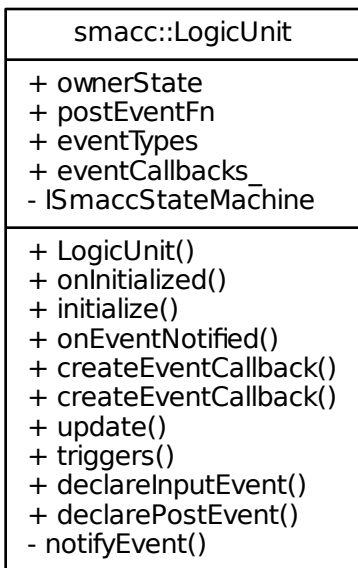 smacc::LogicUnit
+ ownerState
+ postEventFn
+ eventTypes
+ eventCallbacks_
- ISmaccStateMachine
+ LogicUnit()
+ onInitialized()
+ initialize()
+ onEventNotified()
+ createEventCallback()
+ createEventCallback()
+ update()
+ triggers()
+ declareInputEvent()
+ declarePostEvent()
- notifyEvent()